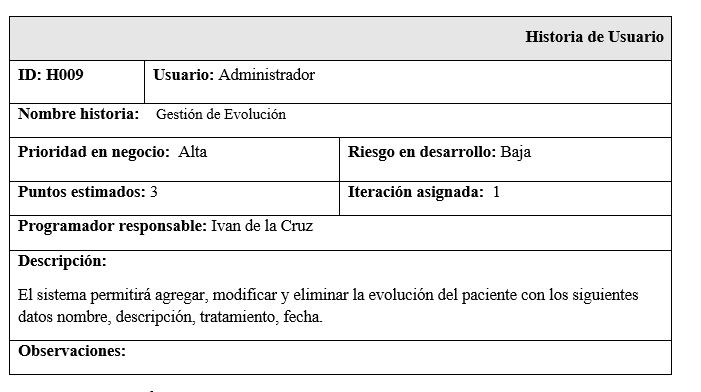 Historia de Usuario
ID: H009 Usuario: Administrador
Nombre historia: Gestión de Evolución
Prioridad en negocio: Alta Riesgo en desarrollo: Baja
Puntos estimados: 3 Iteración asignada: 1
Programador responsable: Ivan de la Cruz
Descripción:
El sistema permitirá agregar, modificar y eliminar la evolución del paciente con los siguientes
datos nombre, descripción, tratamiento, fecha.
Observaciones: